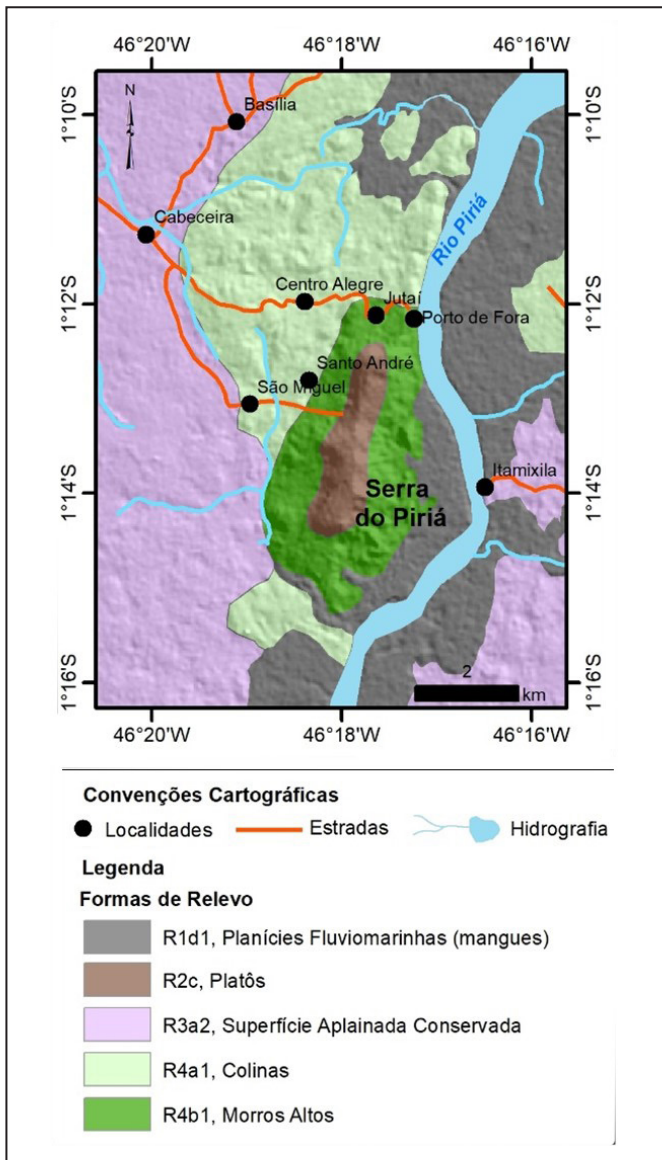 46°20'W 46°18'W 46°16'W
N
1°10'S 1°10'S
Basília
Cabeceira
Rio Piriá
1°12'S 1°12'S
Centro Alegre
Jutaí
Porto de Fora
Santo André
São Miguel
1°14'S 1°14'S
Itamixila
Serra
do Piriá
1°16'S 1°16'S
2
km
46°20'W 46°18'W 46°16'W
Convenções Cartográficas
Localidades Estradas Hidrografia
Legenda
Formas de Relevo
R1d1, Planícies Fluviomarinhas (mangues)
R2c, Platôs
R3a2, Superfície Aplainada Conservada
R4a1, Colinas
R4b1, Morros Altos